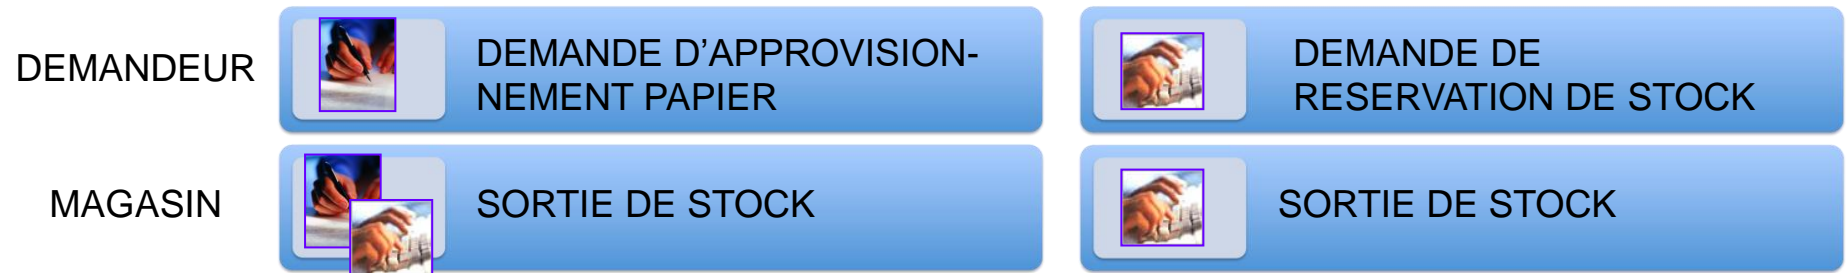 DEMANDEUR
DEMANDE D’APPROVISION-
NEMENT PAPIER
DEMANDE DE
RESERVATION DE STOCK
MAGASIN
SORTIE DE STOCK
SORTIE DE STOCK